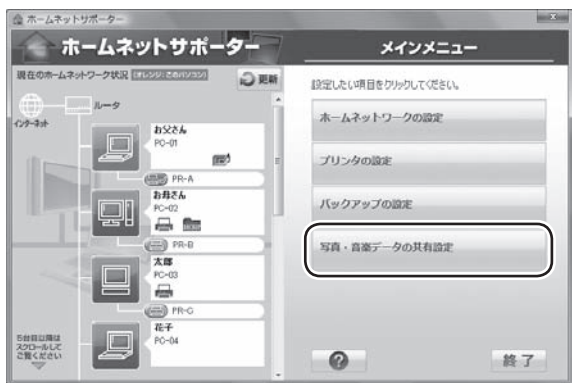 ホームネットサポーター
ホームネットサポーター
メインメニュー
現在のホームネットワーク状況
(オレンジ:このパソコン)
更新
インターネット
ルータ
お父さん
PC-01
PR-A
お母さん
PC-02
PR-B
太郎
PC-03
PR-C
花子
PC-04
5台目以降は
スクロールして
ご覧ください
設定したい項目をクリックしてください。
ホームネットワークの設定
プリンタの設定
バックアップの設定
写真・音楽データの共有設定
?
終了